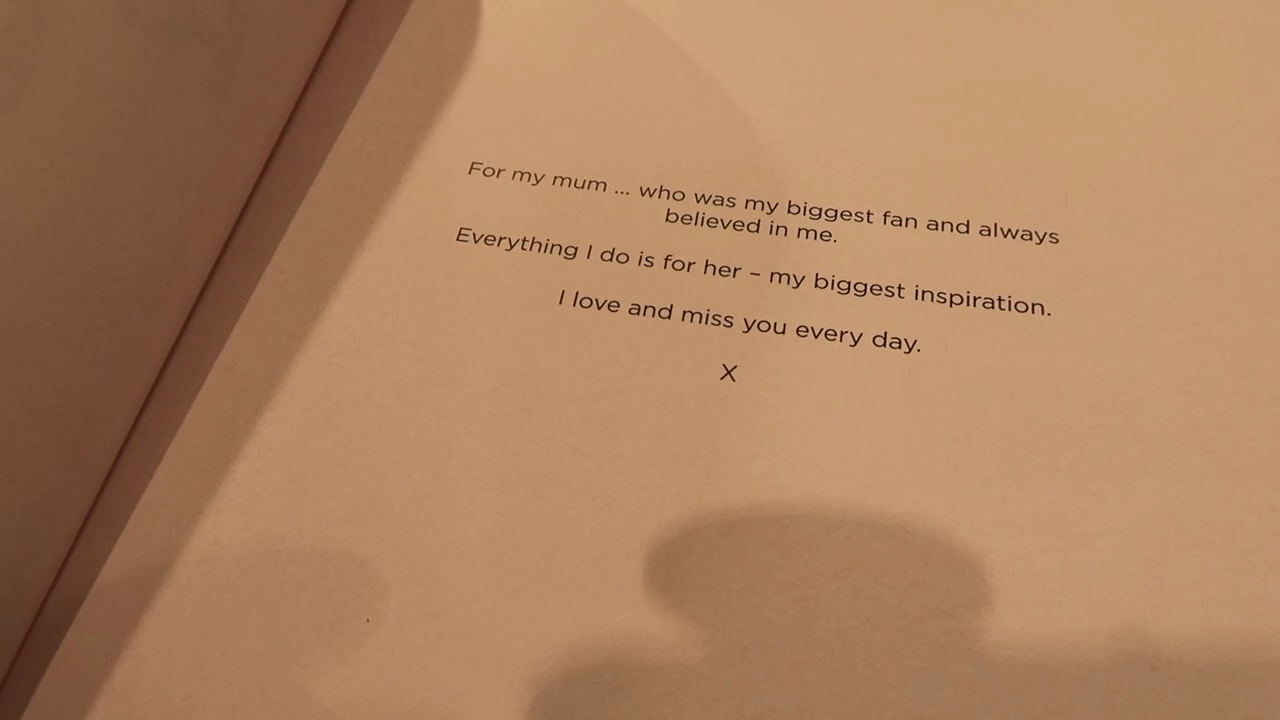 For my mum ... who was my biggest fan and always
believed in me.
Everything I do is for her – my biggest inspiration.
I love and miss you every day.
X